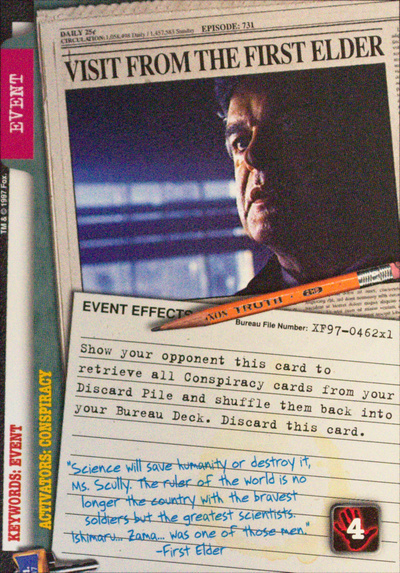 DAILY 25¢
EPISODE: 731
CIRCULATION: 1,054,498 Daily / 1,457,583 Sunday
VISIT FROM THE FIRST ELDER
EVENT
TM & © 1997 Fox.
TRUTH
2ND
EVENT EFFECTS
Bureau File Number: XF97-0462x1
Show your opponent this card to
retrieve all Conspiracy cards from your
Discard Pile and shuffle them back into
your Bureau Deck. Discard this card.
KEYWORDS: EVENT
ACTIVATORS: CONSPIRACY
"Science will save humanity or destroy it,
Ms. Scully. The ruler of the world is no
longer the country with the bravest
soldiers but the greatest scientists.
Ishimaru... Zama... was one of those men."
-First Elder
4